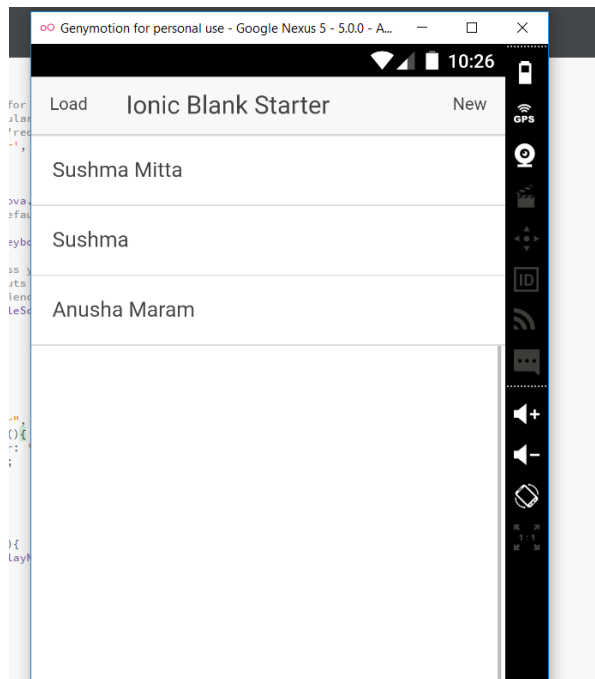 Genymotion for personal use - Google Nexus 5 - 5.0.0 - A...
10:26
Load Ionic Blank Starter New
Sushma Mitta
Sushma
Anusha Maram
GPS
ID
1:1
for